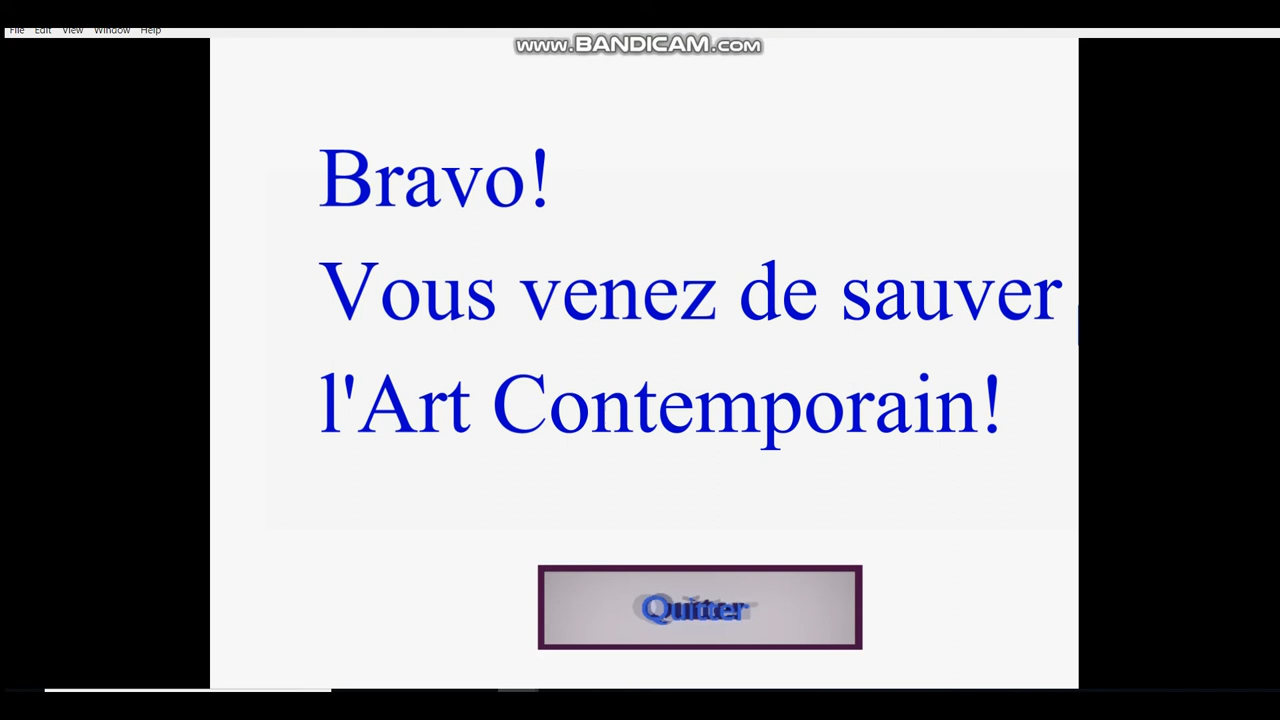 File Edit View Window Help
www.BANDICAM.com
Bravo!
Vous venez de sauver
l'Art Contemporain!
Quitter